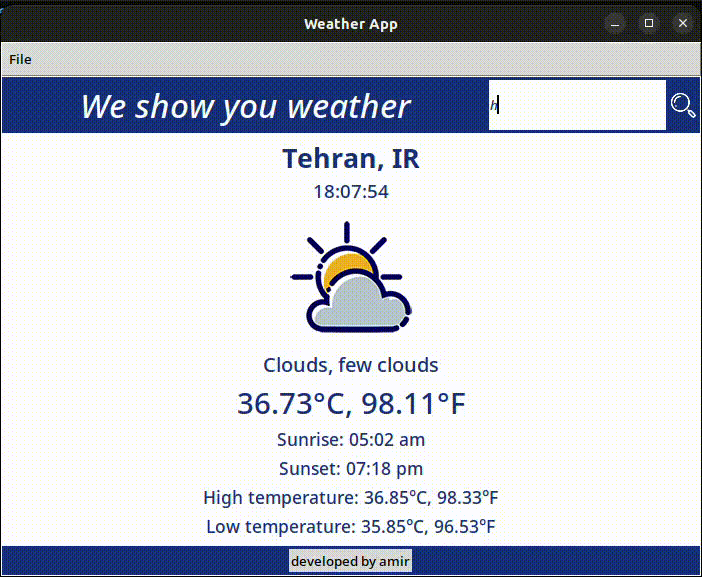 Weather App
File
We show you weather
h
Tehran, IR
18:07:54
Clouds, few clouds
36.73°C, 98.11°F
Sunrise: 05:02 am
Sunset: 07:18 pm
High temperature: 36.85°C, 98.33°F
Low temperature: 35.85°C, 96.53°F
developed by amir